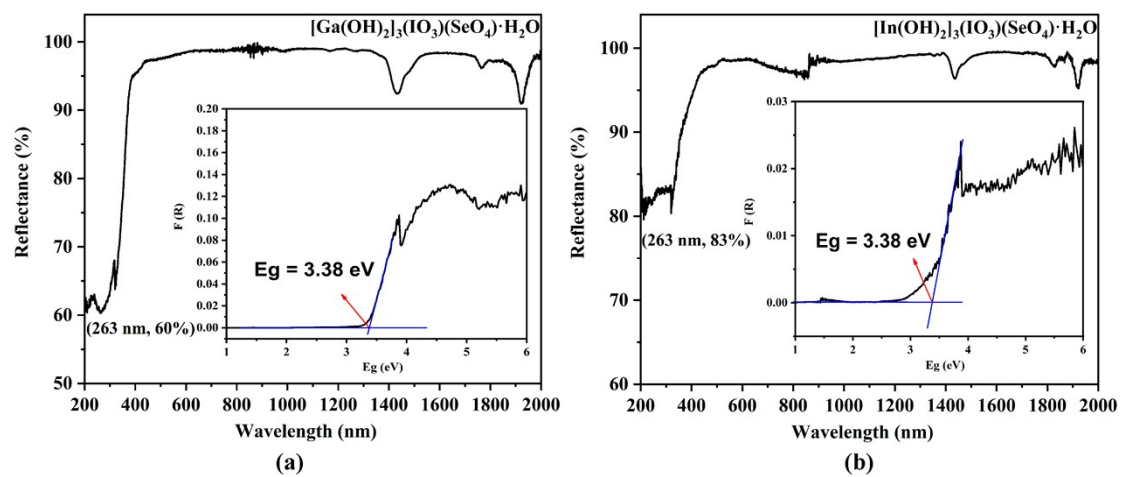 [Ga(OH)₂]₃(IO₃)(SeO₄)·H₂O
100
90
80
70
60
50
Reflectance (%)
(263 nm, 60%)
200 400 600 800 1000 1200 1400 1600 1800 2000
Wavelength (nm)
0.20
0.18
0.16
0.14
0.12
0.10
0.08
0.06
0.04
0.02
0.00
F (R)
Eg = 3.38 eV
1 2 3 4 5 6
Eg (eV)
(a)
[In(OH)₂]₃(IO₃)(SeO₄)·H₂O
100
90
80
70
60
Reflectance (%)
(263 nm, 83%)
200 400 600 800 1000 1200 1400 1600 1800 2000
Wavelength (nm)
0.03
0.02
0.01
0.00
F (R)
Eg = 3.38 eV
1 2 3 4 5 6
Eg (eV)
(b)